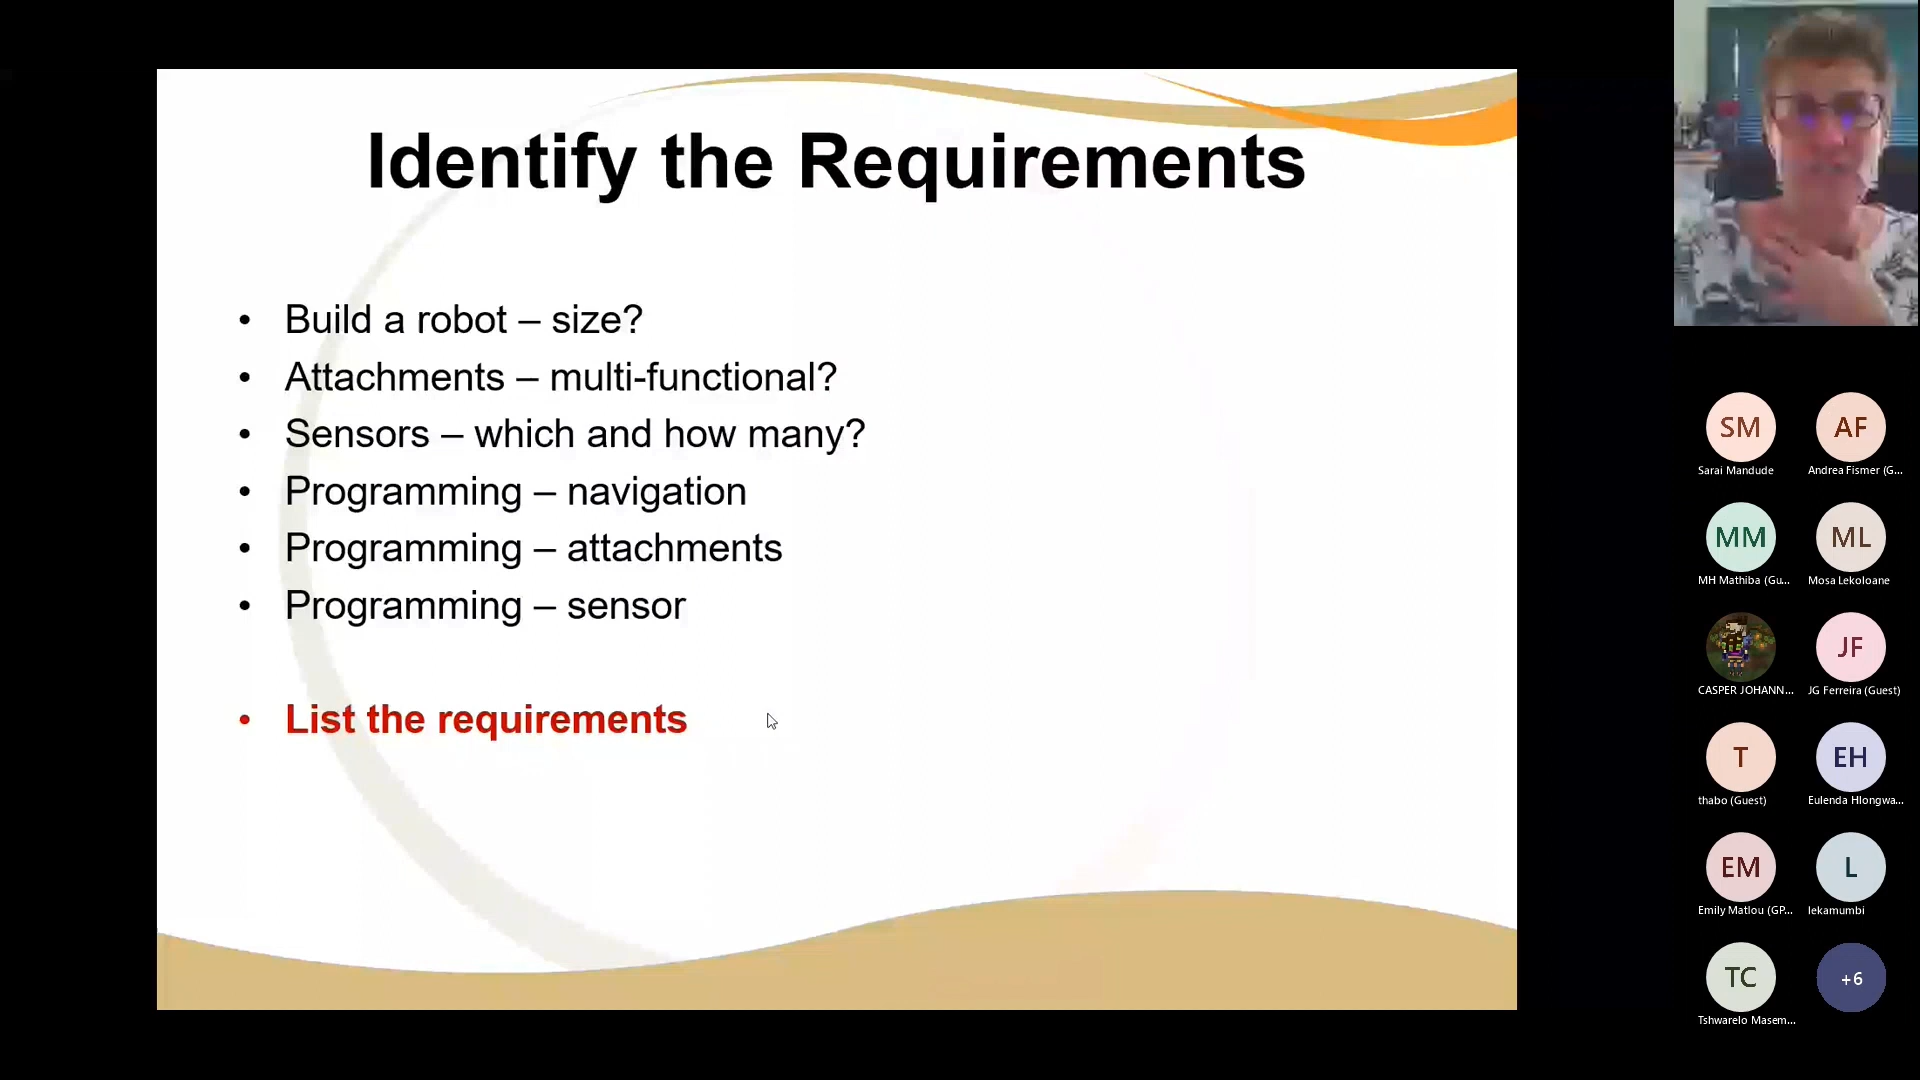 Identify the Requirements
• Build a robot – size?
• Attachments – multi-functional?
• Sensors – which and how many?
• Programming – navigation
• Programming – attachments
• Programming – sensor
• List the requirements
SM
Sarai Mandude
AF
Andrea Fismer (G...
MM
MH Mathiba (Gu...
ML
Mosa Lekoloane
CASPER JOHANN...
JF
JG Ferreira (Guest)
T
thabo (Guest)
EH
Eulenda Hlongwa...
EM
Emily Matlou (GP...
L
lekamumbi
TC
Tshwarelo Masem...
+6